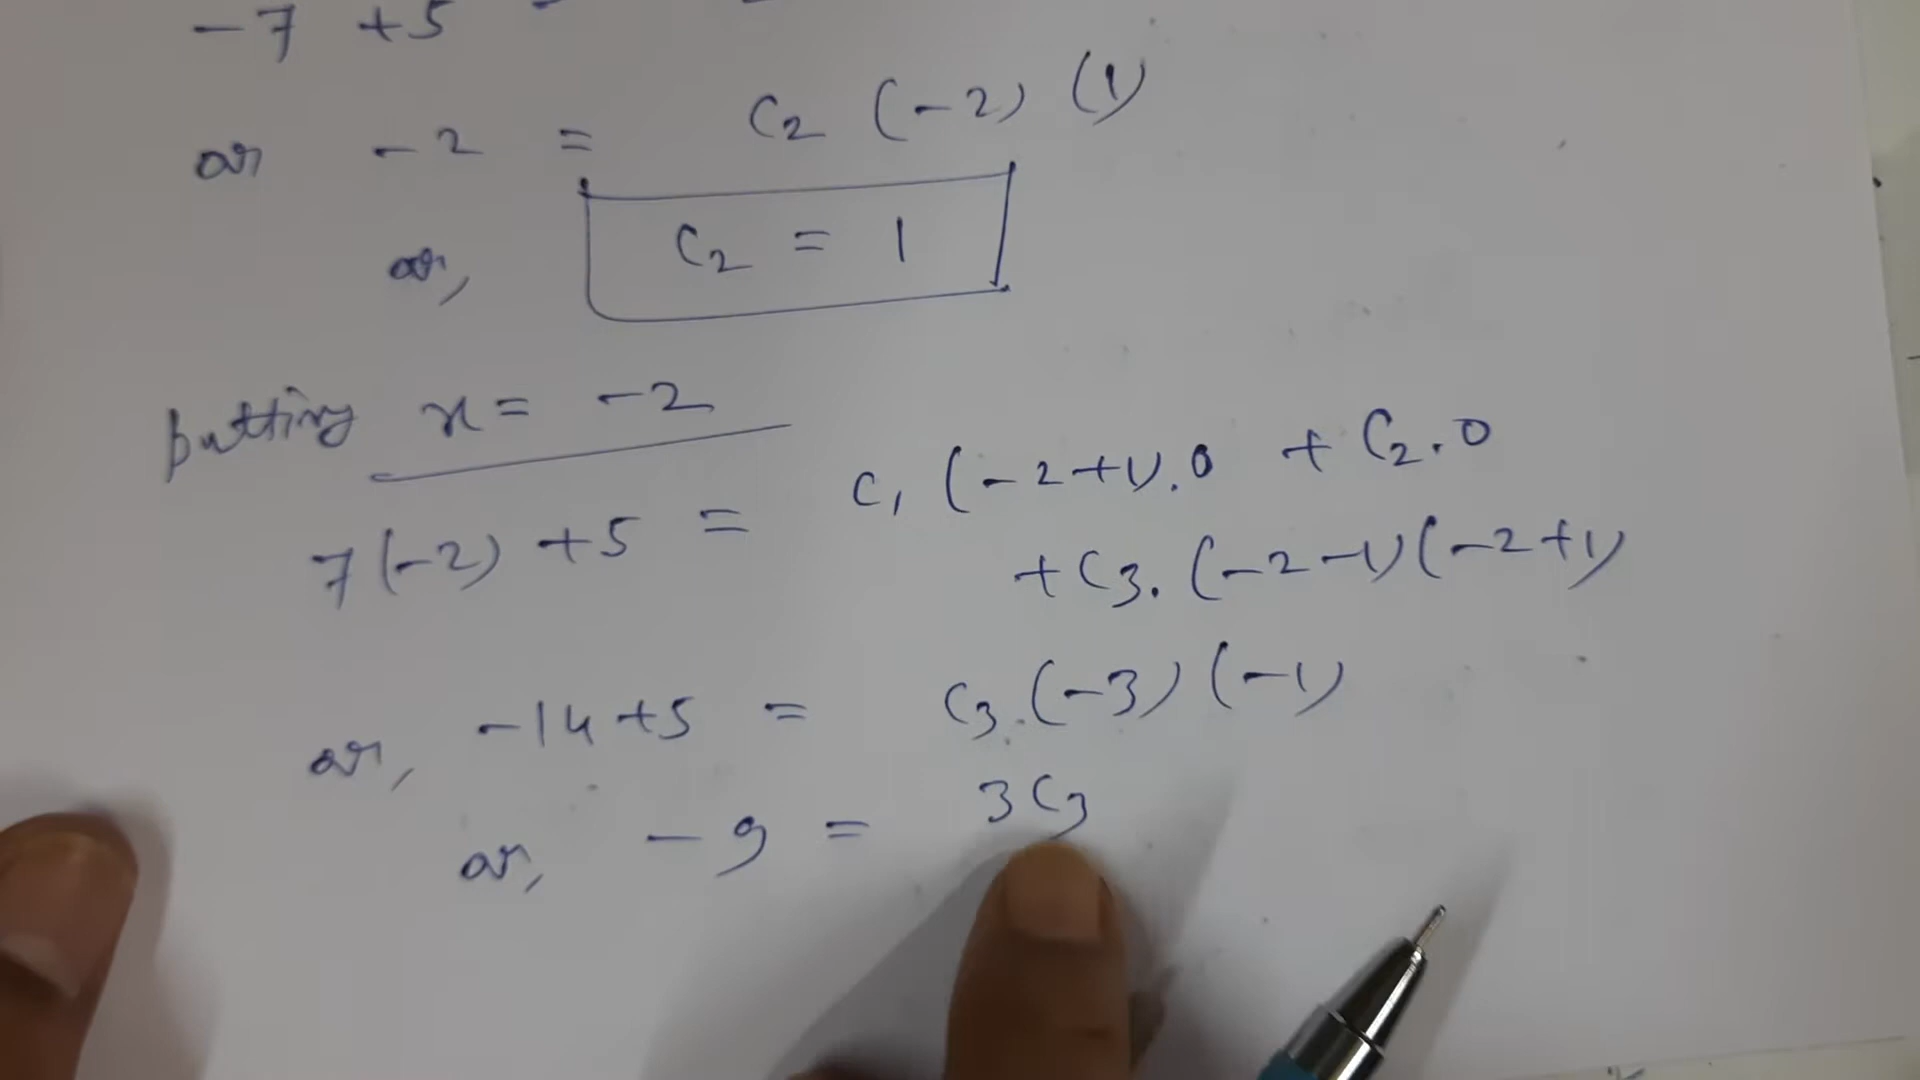 -7 +5
or -2 = C₂ (-2) (1)
or, C₂ = 1
putting x = -2
7(-2) +5 = C₁ (-2+1).0 + C₂.0
+C₃. (-2-1)(-2+1)
or, -14+5 = C₃.(-3) (-1)
or, -9 = 3C₃